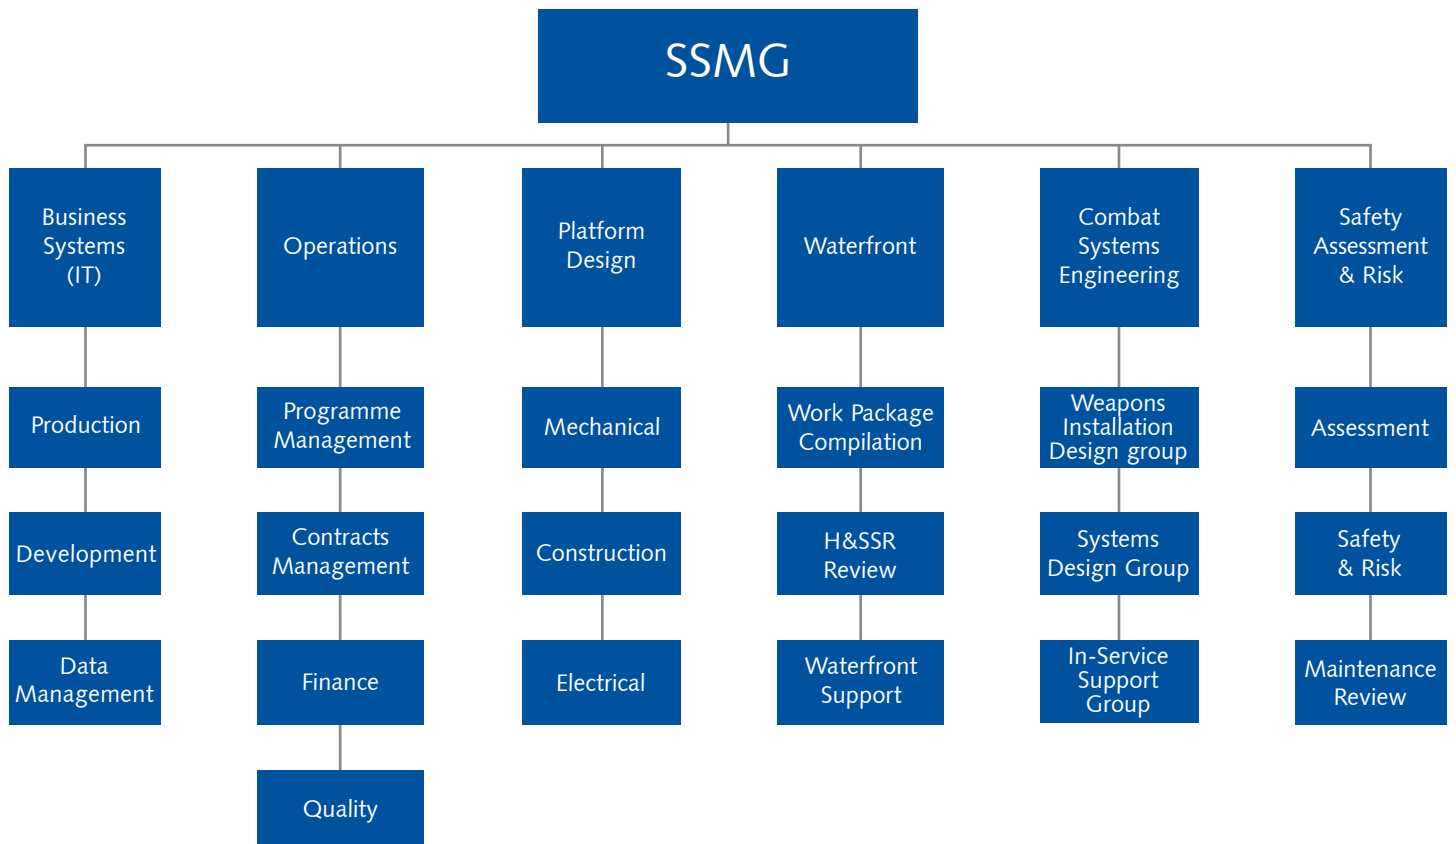 SSMG
Business
Systems
(IT)
Operations
Platform
Design
Waterfront
Combat
Systems
Engineering
Safety
Assessment
& Risk
Production
Programme
Management
Mechanical
Work Package
Compilation
Weapons
Installation
Design group
Assessment
Development
Contracts
Management
Construction
H&SSR
Review
Systems
Design Group
Safety
& Risk
Data
Management
Finance
Electrical
Waterfront
Support
In-Service
Support
Group
Maintenance
Review
Quality